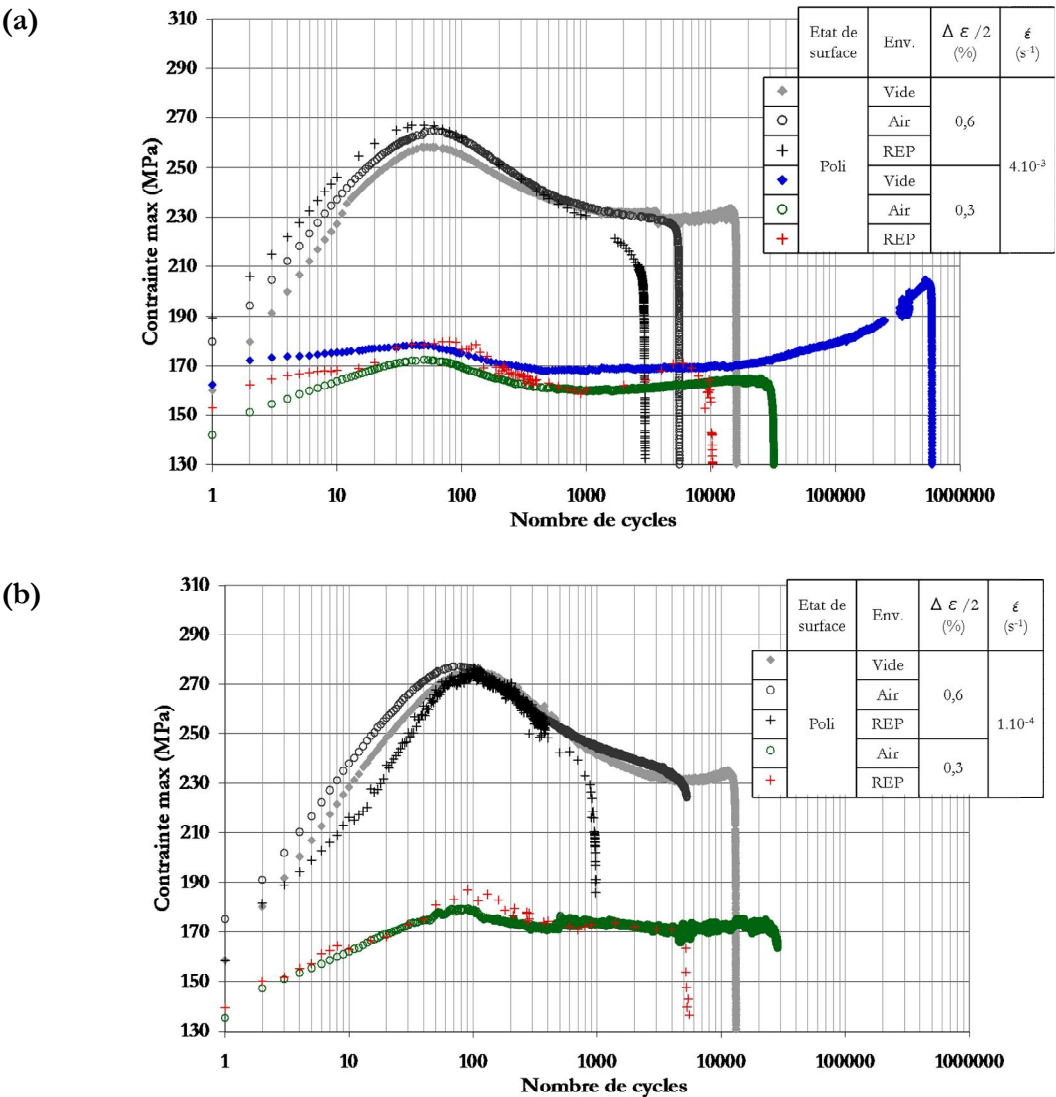 (a)
Contrainte max (MPa)
310
290
270
250
230
210
190
170
150
130
1
10
100
1000
10000
100000
1000000
Nombre de cycles
Etat de surface
Env.
Δ ε /2 (%)
ε̇ (s⁻¹)
Poli
Vide
Air
REP
0,6
Vide
Air
REP
0,3
4.10⁻³
(b)
Contrainte max (MPa)
310
290
270
250
230
210
190
170
150
130
1
10
100
1000
10000
100000
1000000
Nombre de cycles
Etat de surface
Env.
Δ ε /2 (%)
ε̇ (s⁻¹)
Poli
Vide
Air
REP
0,6
Air
REP
0,3
1.10⁻⁴